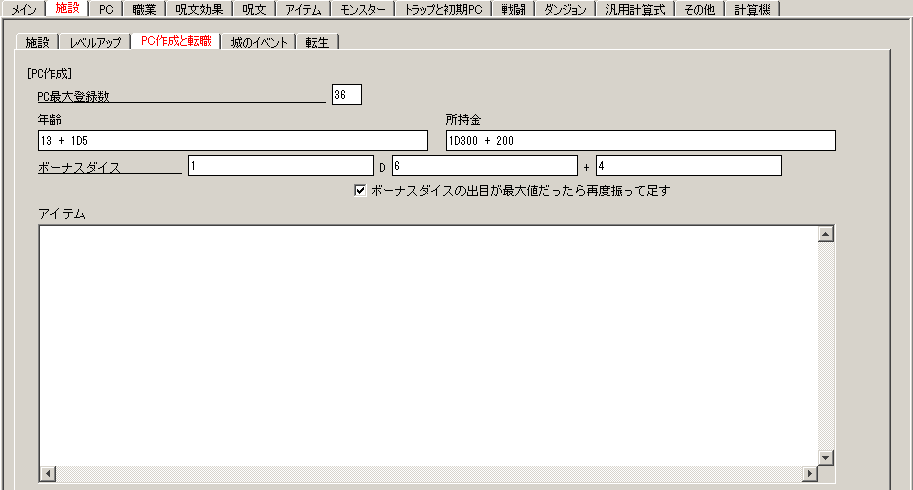 メイン 施設 PC 職業 呪文効果 呪文 アイテム モンスター トラップと初期PC 戦闘 ダンジョン 汎用計算式 その他 計算機
施設 レベルアップ PC作成と転職 城のイベント 転生
[PC作成]
PC最大登録数 36
年齢 所持金
13 + 1D5 1D300 + 200
ボーナスダイス 1 D 6 + 4
ボーナスダイスの出目が最大値だったら再度振って足す
アイテム